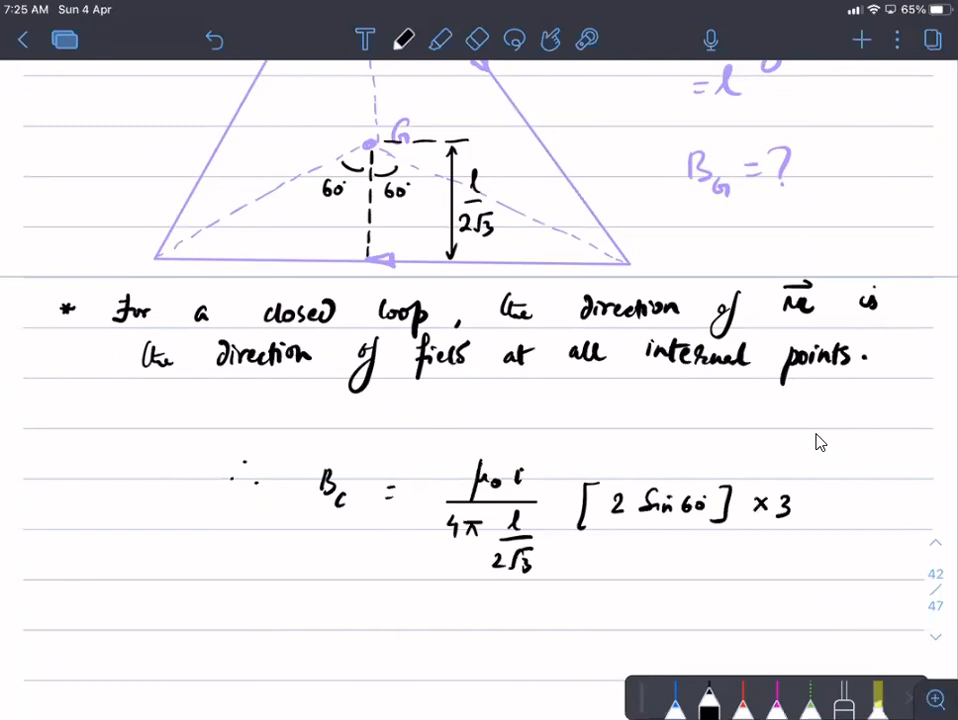 7:25 AM Sun 4 Apr
65%
= l
G
60° 60°
l/2√3
B_G = ?
* For a closed loop, the direction of m⃗ is
the direction of field at all internal points.
∴ B_C = μ₀ i / (4π l/2√3) [2 Sin 60°] × 3
42
/
47